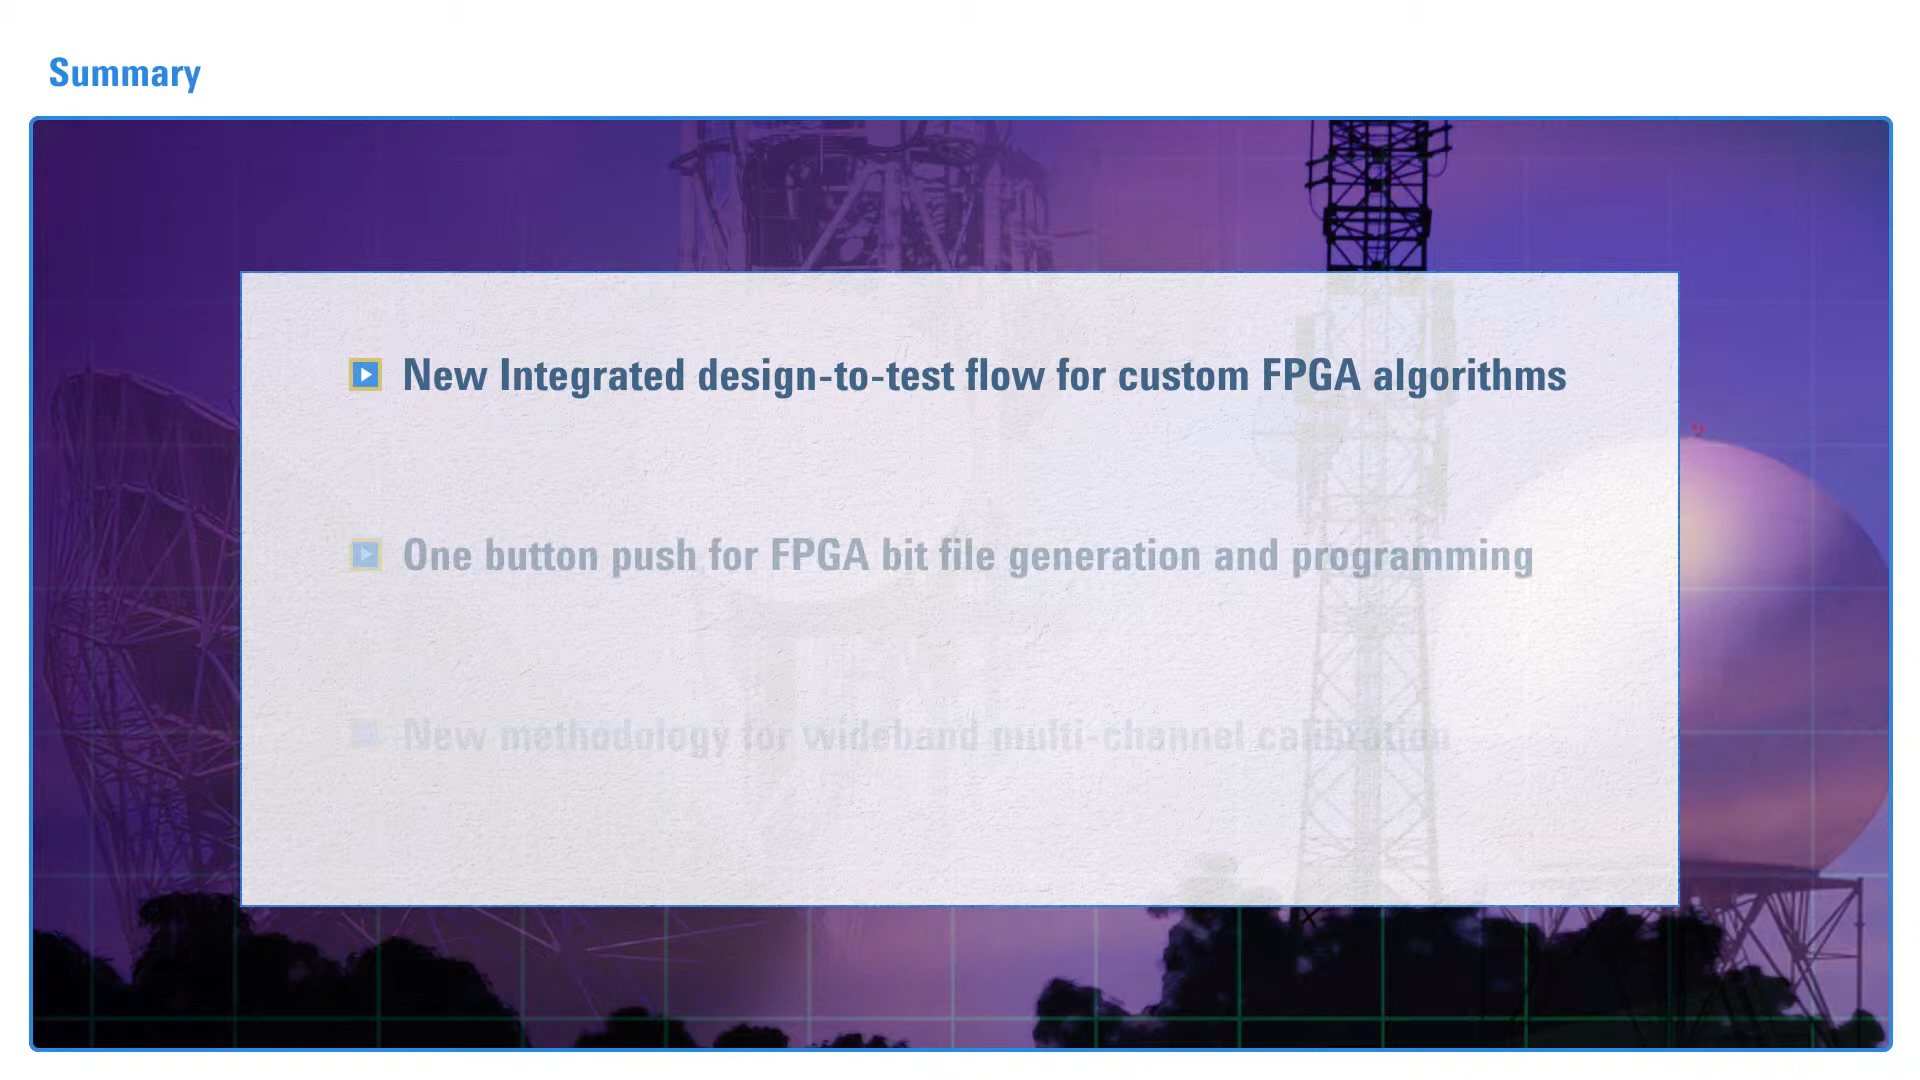 Summary
New Integrated design-to-test flow for custom FPGA algorithms
One button push for FPGA bit file generation and programming
New methodology for wideband multi-channel calibration